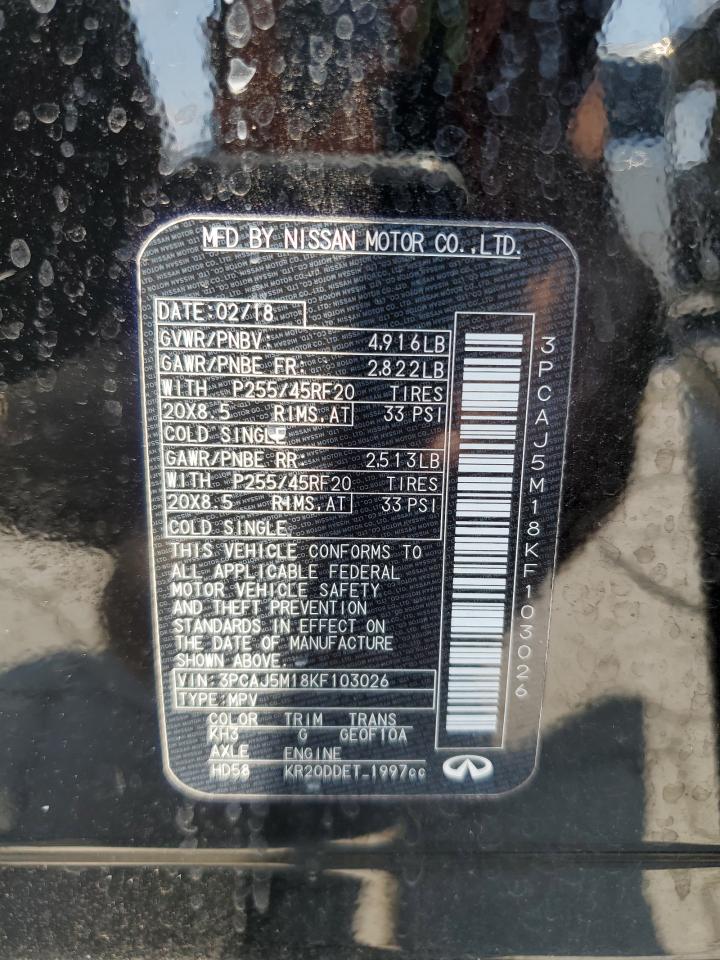 MFD BY NISSAN MOTOR CO.,LTD.
DATE:02/18
GVWR/PNBV 4,916LB
GAWR/PNBE FR 2,822LB
WITH P255/45RF20 TIRES
20X8.5 RIMS.AT 33 PSI
COLD SINGLE
GAWR/PNBE RR 2,513LB
WITH P255/45RF20 TIRES
20X8.5 RIMS.AT 33 PSI
COLD SINGLE
THIS VEHICLE CONFORMS TO
ALL APPLICABLE FEDERAL
MOTOR VEHICLE SAFETY
AND THEFT PREVENTION
STANDARDS IN EFFECT ON
THE DATE OF MANUFACTURE
SHOWN ABOVE.
VIN:3PCAJ5M18KF103026
TYPE:MPV
COLOR TRIM TRANS
KH3 G GEOF10A
AXLE ENGINE
HD58 KR20DDET 1997cc
3PCAJ5M18KF103026